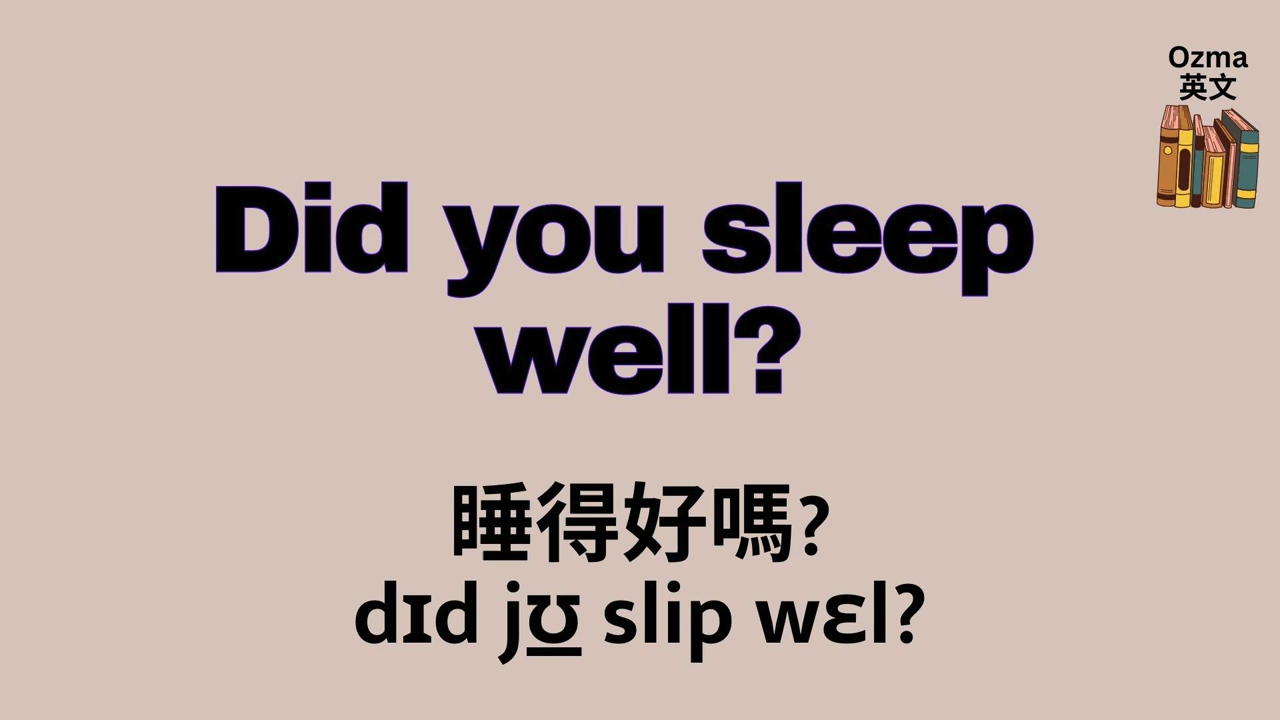 Ozma
英文
Did you sleep
well?
睡得好嗎?
dɪd jʊ slip wɛl?